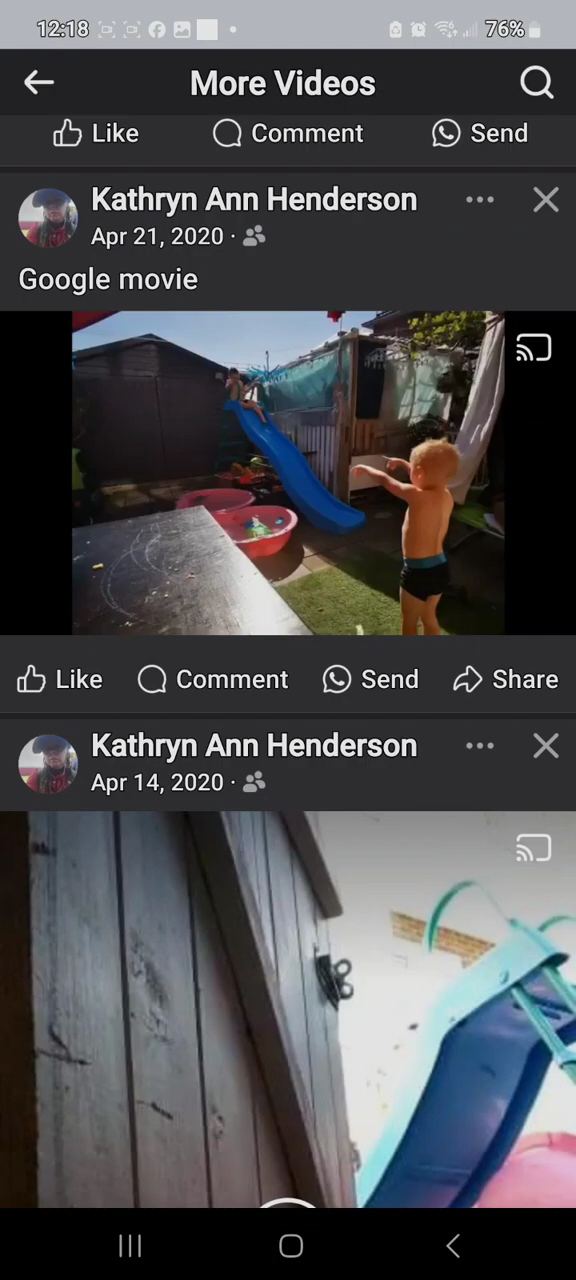 12:18
76%
More Videos
Like Comment Send
Kathryn Ann Henderson
Apr 21, 2020 ·
Google movie
Like Comment Send Share
Kathryn Ann Henderson
Apr 14, 2020 ·